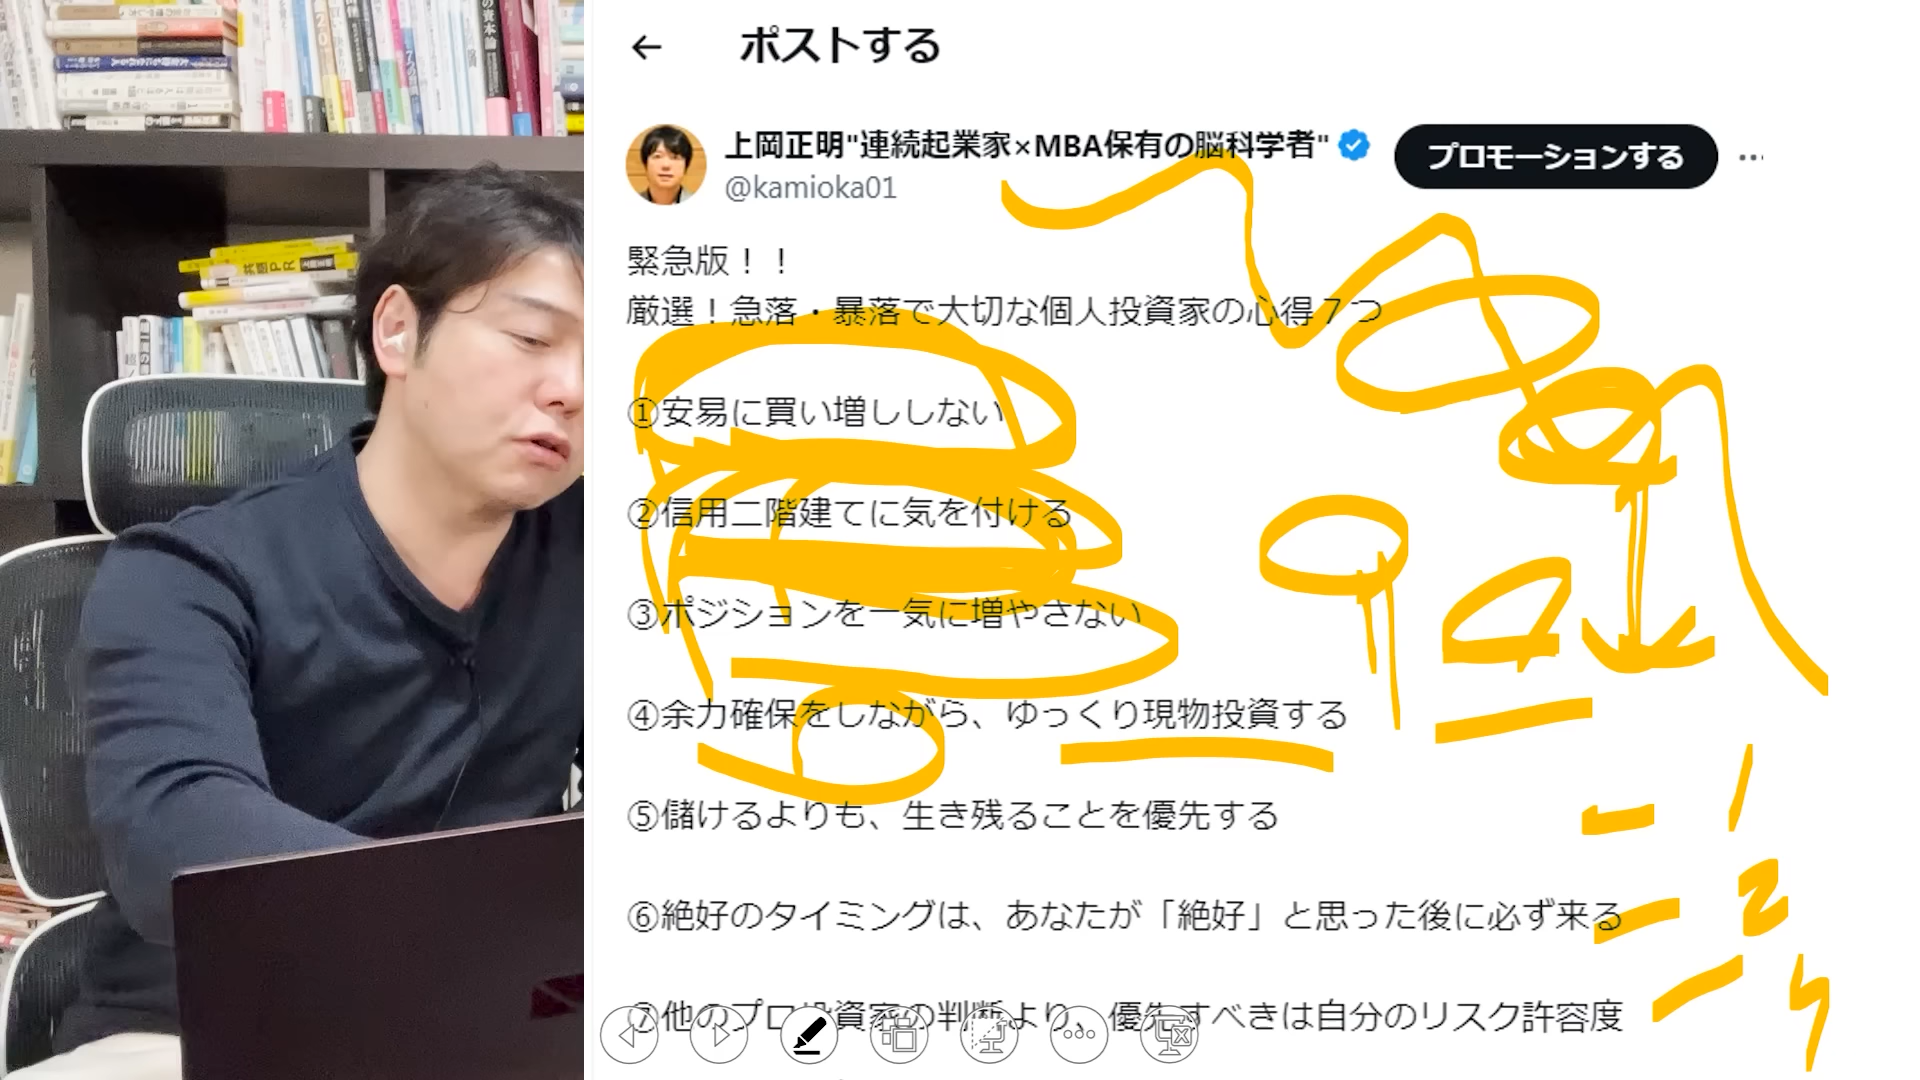 ポストする
上岡正明"連続起業家×MBA保有の脳科学者"
プロモーションする
@kamioka01
緊急版！！
厳選！急落・暴落で大切な個人投資家の心得７つ
①安易に買い増ししない
②信用二階建てに気を付ける
③ポジションを一気に増やさない
④余力確保をしながら、ゆっくり現物投資する
⑤儲けるよりも、生き残ることを優先する
1
⑥絶好のタイミングは、あなたが「絶好」と思った後に必ず来る
2
⑦他のプロ投資家の判断より、優先すべきは自分のリスク許容度
4
共感PR